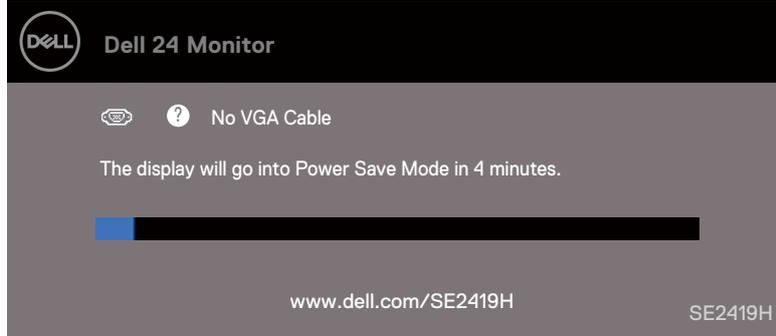 DELL
Dell 24 Monitor
? No VGA Cable
The display will go into Power Save Mode in 4 minutes.
www.dell.com/SE2419H
SE2419H